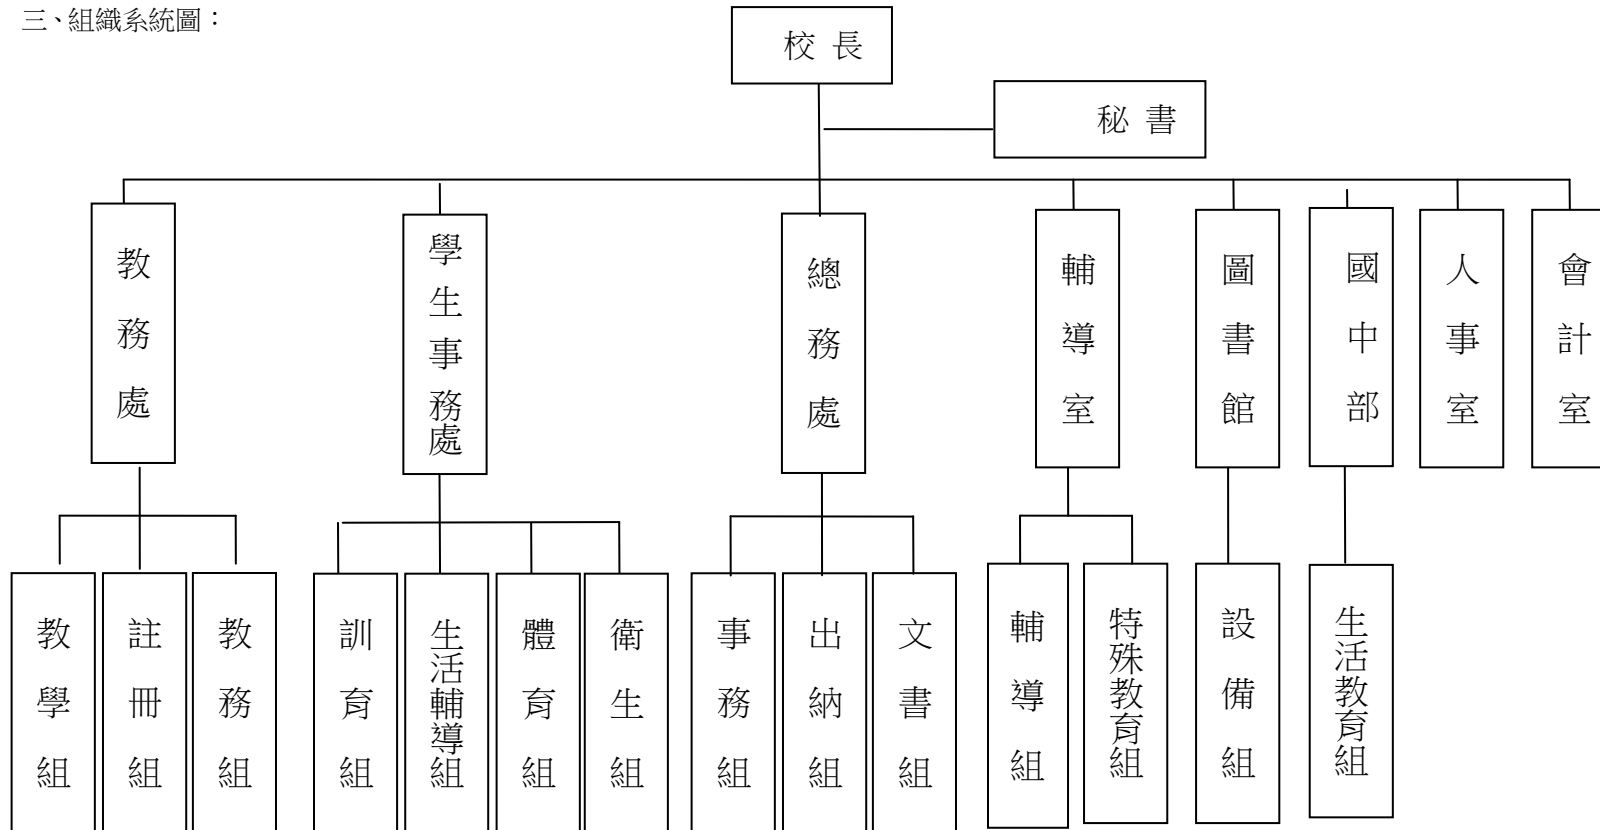 三、組織系統圖：
校 長
秘 書
教務處
學生事務處
總務處
輔導室
圖書館
國中部
人事室
會計室
教學組
註冊組
教務組
訓育組
生活輔導組
體育組
衛生組
事務組
出納組
文書組
輔導組
特殊教育組
設備組
生活教育組